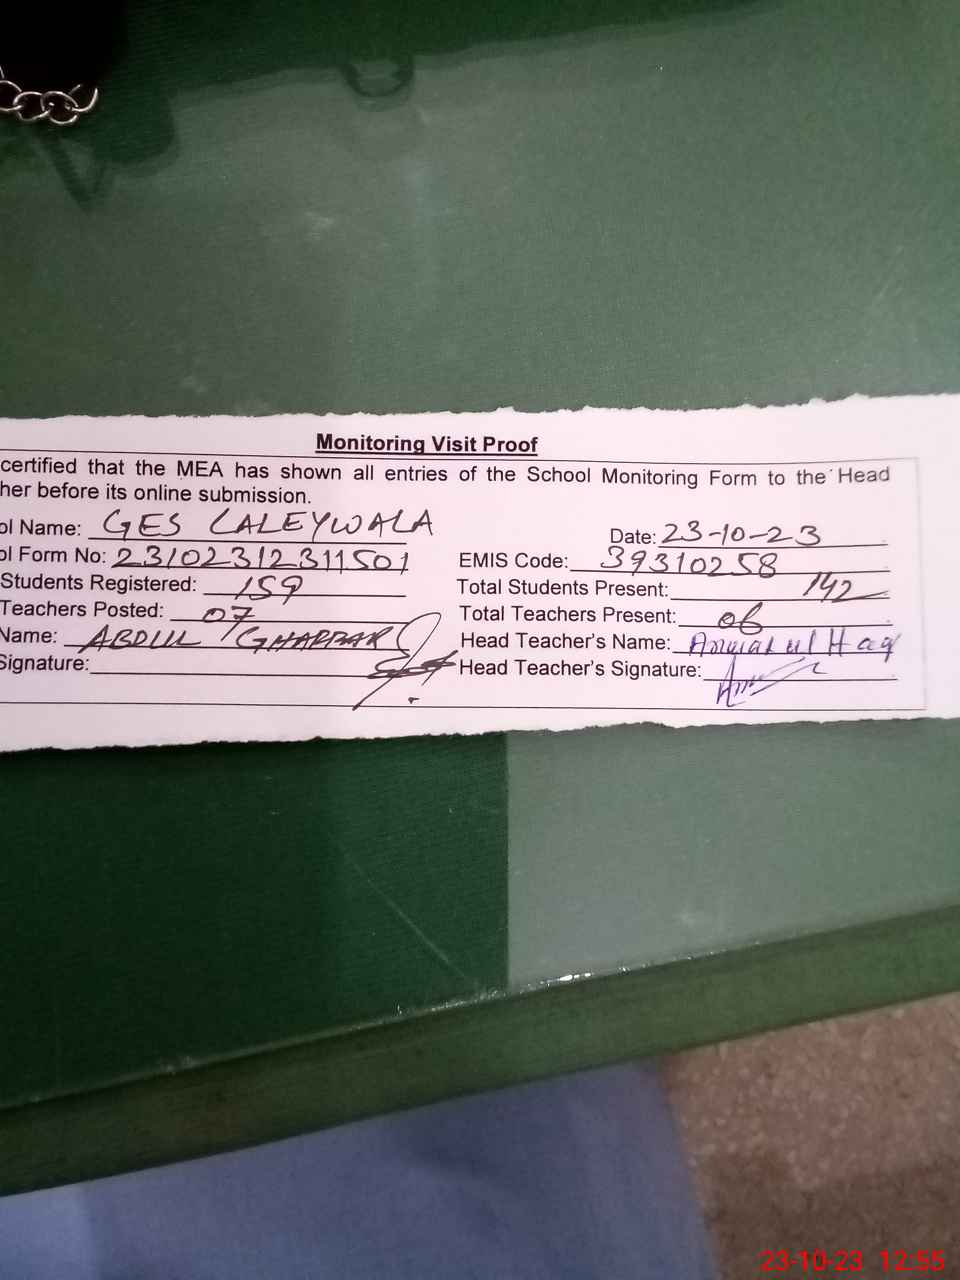 Monitoring Visit Proof
certified that the MEA has shown all entries of the School Monitoring Form to the Head
her before its online submission.
ol Name: GES LALEYWALA Date: 23-10-23
ol Form No: 23102312311501 EMIS Code: 39310258
Students Registered: 159 Total Students Present: 142
Teachers Posted: 07 Total Teachers Present: 06
Name: ABDUL GHAFFAR Head Teacher's Name: ul Haq
Signature: Head Teacher's Signature:
23-10-23 12:55